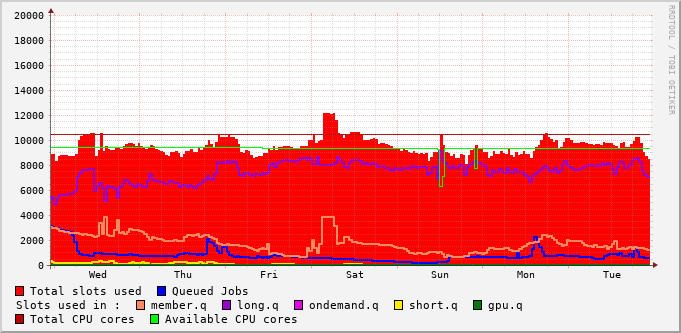 RRDTOOL / TOBI OETIKER
20000
18000
16000
14000
12000
10000
8000
6000
4000
2000
0
Wed Thu Fri Sat Sun Mon Tue
Total slots used Queued Jobs
Slots used in : member.q long.q ondemand.q short.q gpu.q
Total CPU cores Available CPU cores